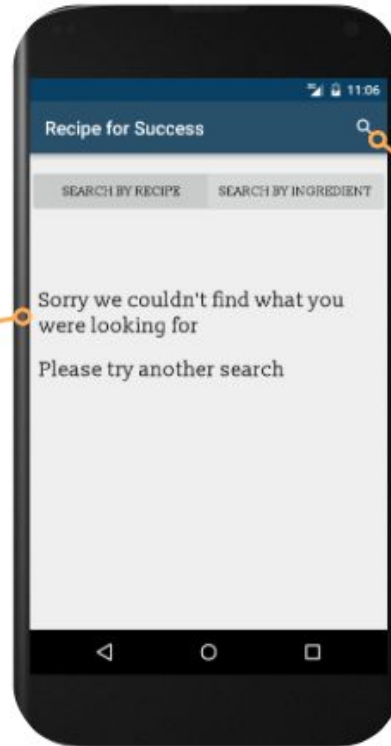 11:06
Recipe for Success
SEARCH BY RECIPE SEARCH BY INGREDIENT
Sorry we couldn't find what you
were looking for
Please try another search